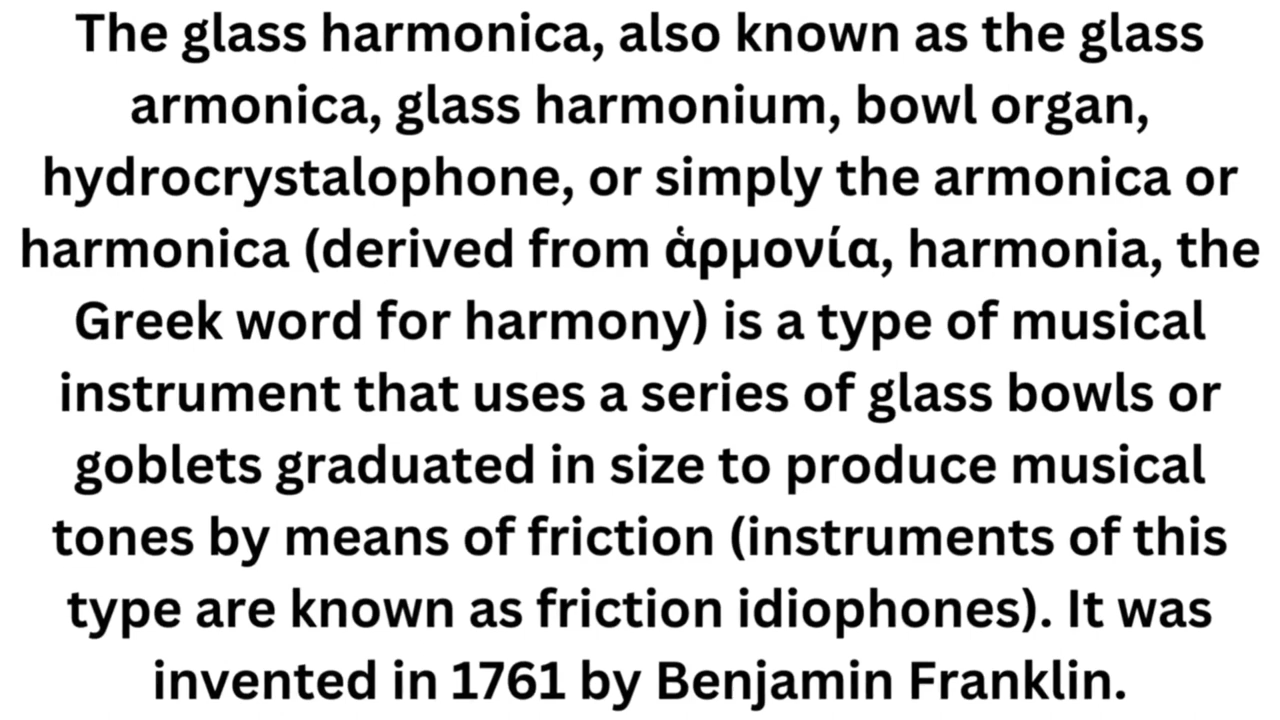 The glass harmonica, also known as the glass
armonica, glass harmonium, bowl organ,
hydrocrystalophone, or simply the armonica or
harmonica (derived from ἁρμονία, harmonia, the
Greek word for harmony) is a type of musical
instrument that uses a series of glass bowls or
goblets graduated in size to produce musical
tones by means of friction (instruments of this
type are known as friction idiophones). It was
invented in 1761 by Benjamin Franklin.